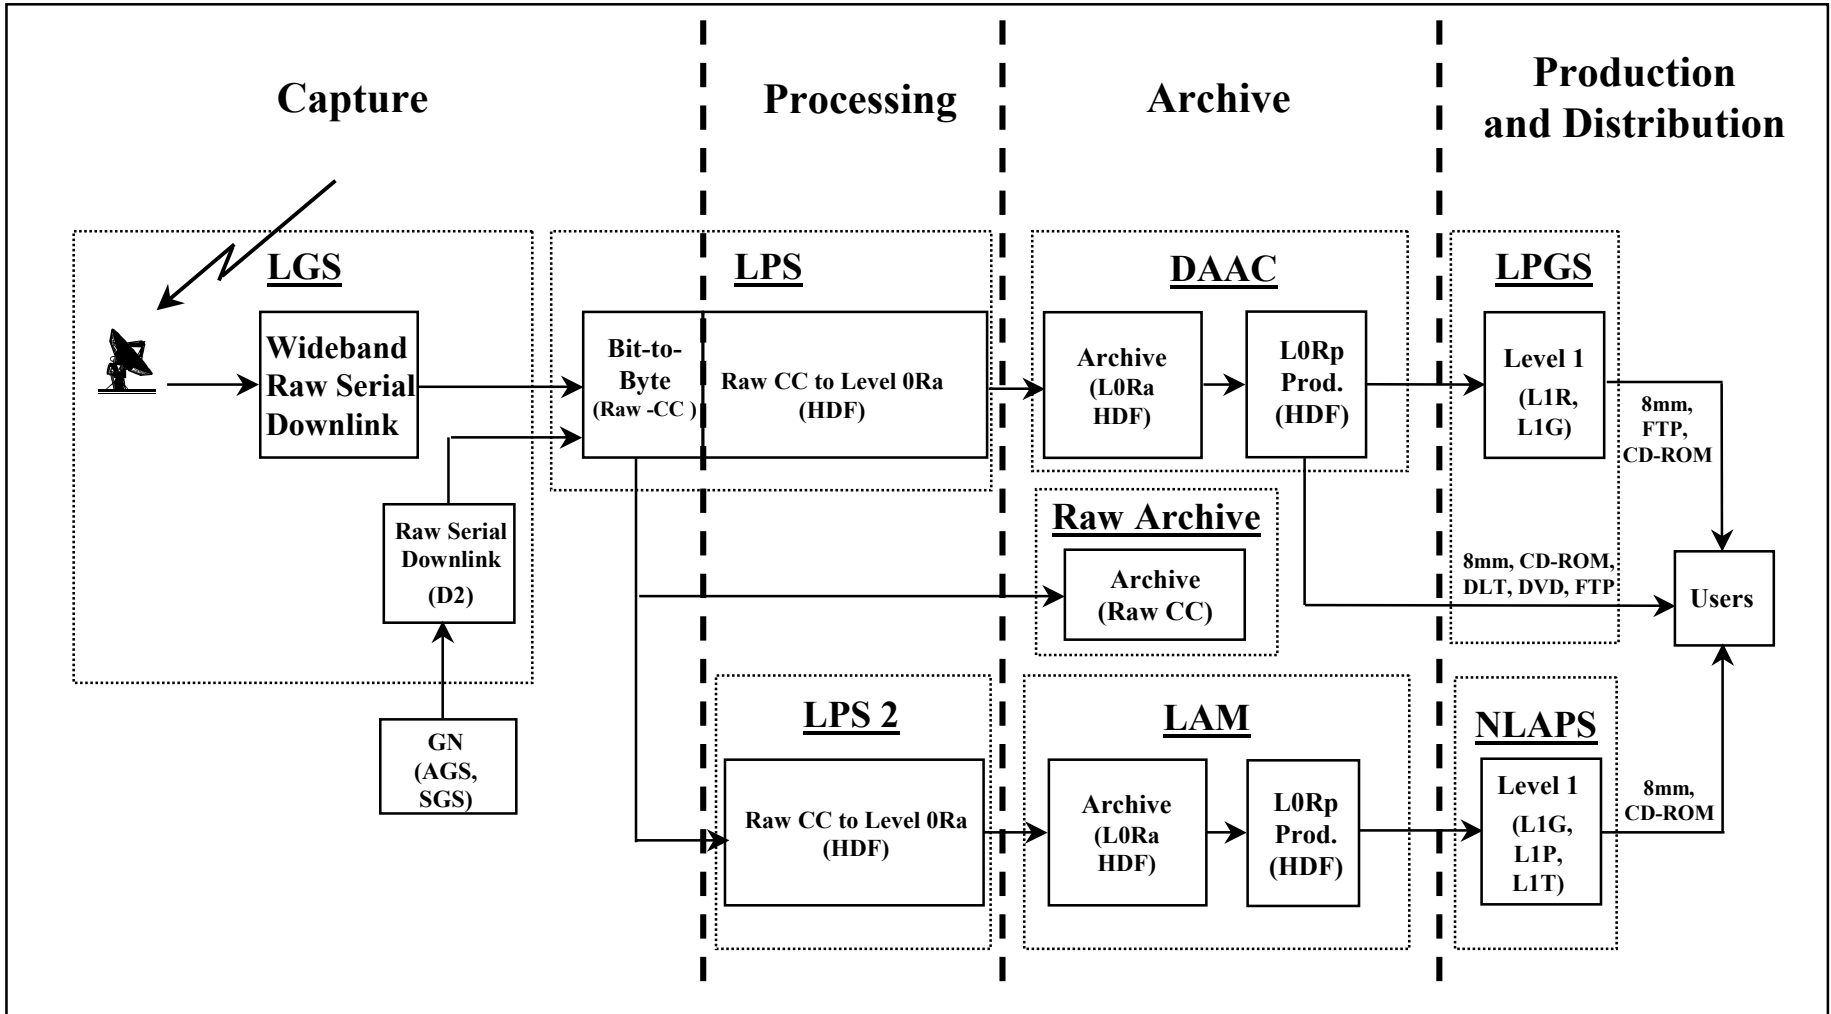 Capture
Processing
Archive
Production
and Distribution
LGS
Wideband
Raw Serial
Downlink
Raw Serial
Downlink
(D2)
GN
(AGS,
SGS)
LPS
Bit-to-
Byte
(Raw -CC )
Raw CC to Level 0Ra
(HDF)
DAAC
Archive
(L0Ra
HDF)
L0Rp
Prod.
(HDF)
LPGS
Level 1
(L1R,
L1G)
8mm,
FTP,
CD-ROM
Raw Archive
Archive
(Raw CC)
8mm, CD-ROM,
DLT, DVD, FTP
Users
LPS 2
Raw CC to Level 0Ra
(HDF)
LAM
Archive
(L0Ra
HDF)
L0Rp
Prod.
(HDF)
NLAPS
Level 1
(L1G,
L1P,
L1T)
8mm,
CD-ROM